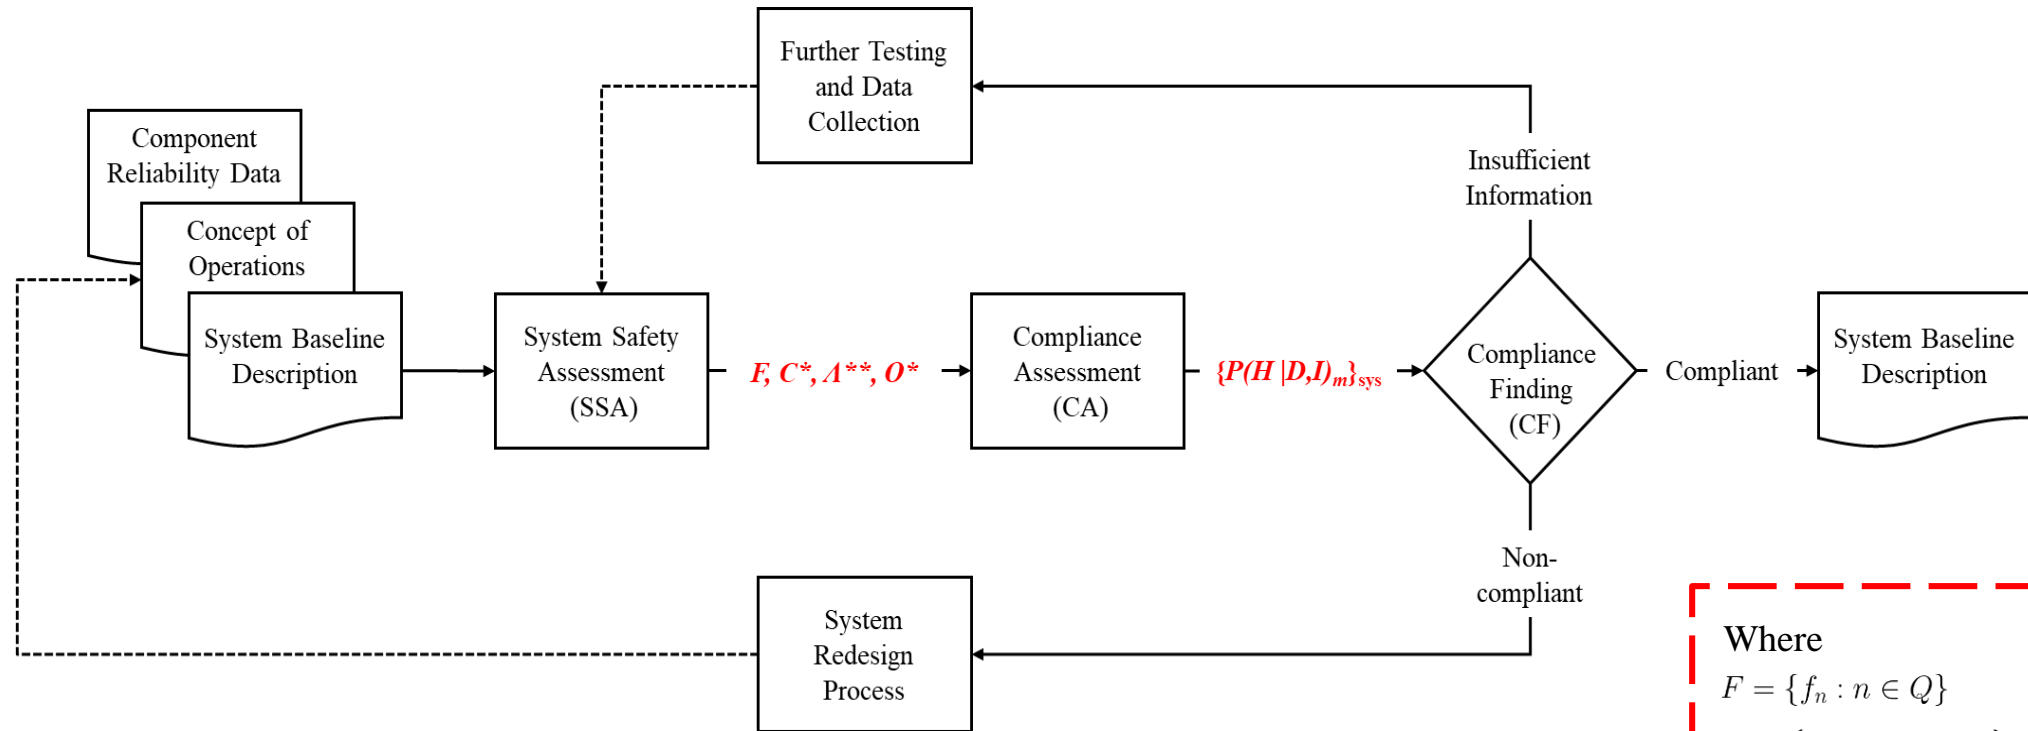 Further Testing
and Data
Collection
Component
Reliability Data
Concept of
Operations
System Baseline
Description
System Safety
Assessment
(SSA)
F, C*, Λ**, O*
Compliance
Assessment
(CA)
{P(H |D,I)m}sys
Insufficient
Information
Compliance
Finding
(CF)
Compliant
System Baseline
Description
Non-
compliant
System
Redesign
Process
Where
F = {fn : n ∈ Q}